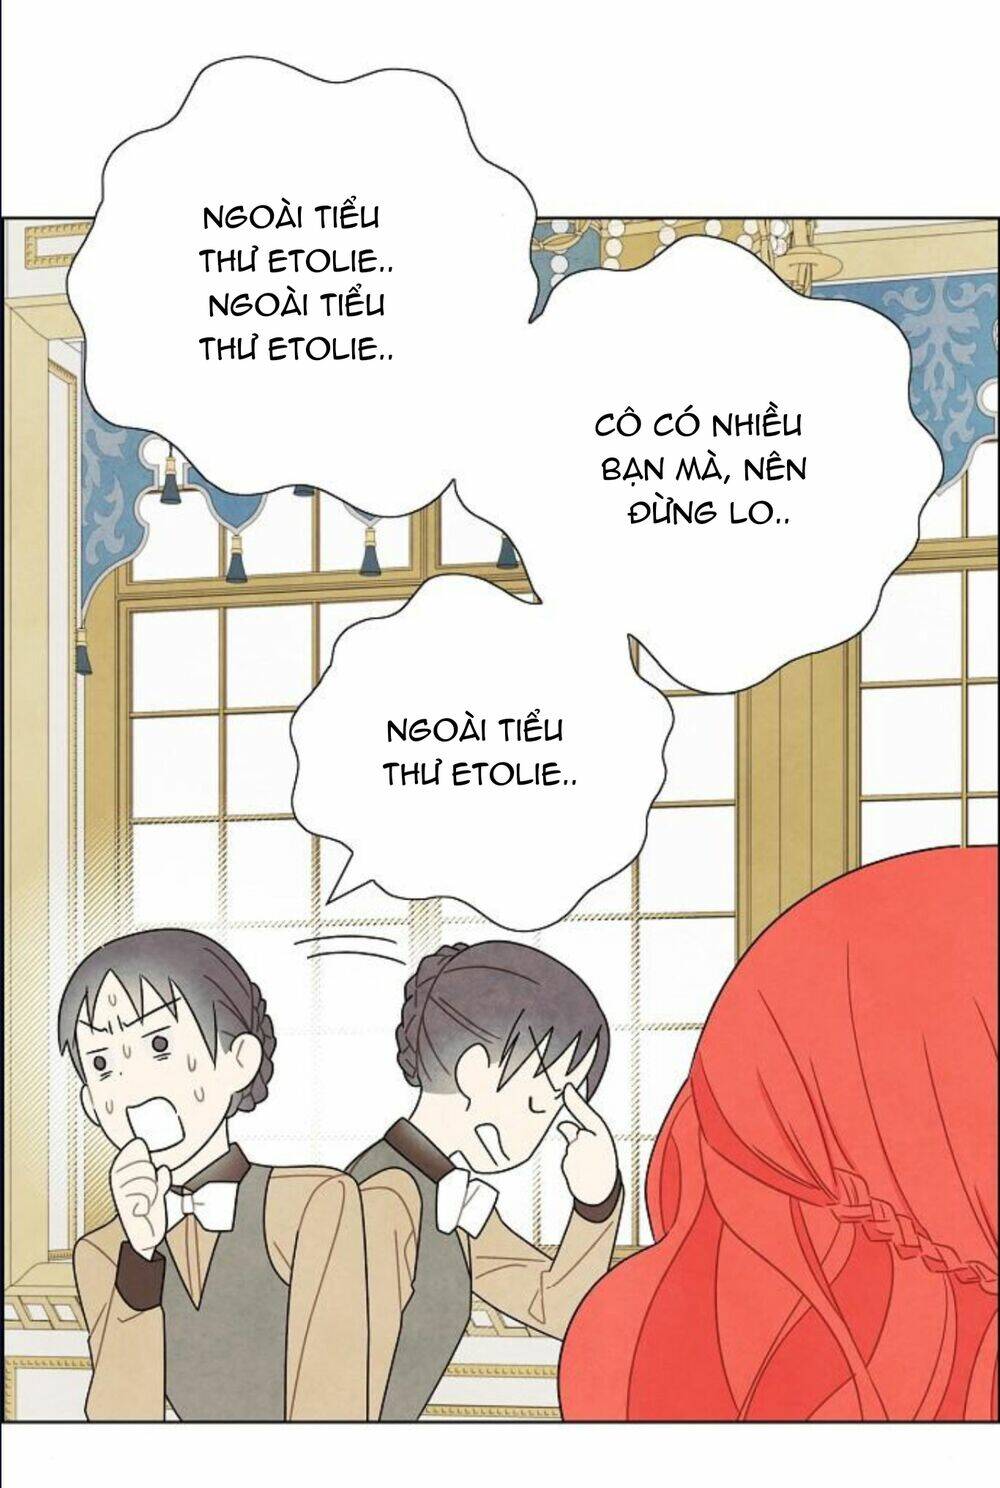 NGOÀI TIỂU
THƯ ETOLIE..
NGOÀI TIỂU
THƯ ETOLIE..
CÔ CÓ NHIỀU
BẠN MÀ, NÊN
ĐỪNG LO..
NGOÀI TIỂU
THƯ ETOLIE..